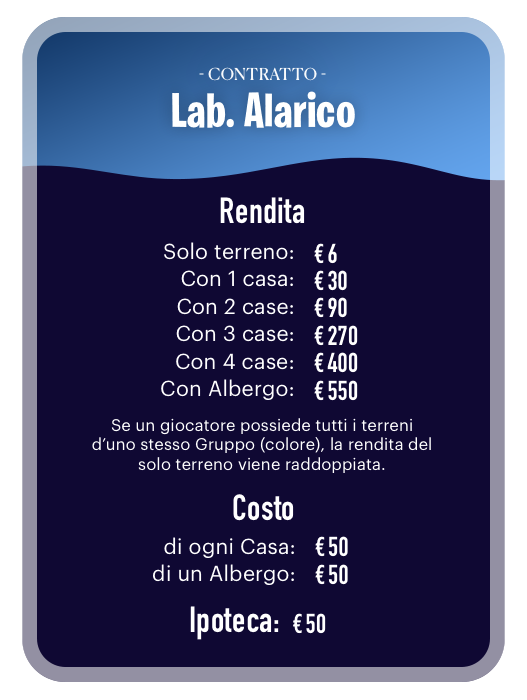 - CONTRATTO -
Lab. Alarico
Rendita
Solo terreno: € 6
Con 1 casa: € 30
Con 2 case: € 90
Con 3 case: € 270
Con 4 case: € 400
Con Albergo: € 550
Se un giocatore possiede tutti i terreni
d'uno stesso Gruppo (colore), la rendita del
solo terreno viene raddoppiata.
Costo
di ogni Casa: € 50
di un Albergo: € 50
Ipoteca: € 50